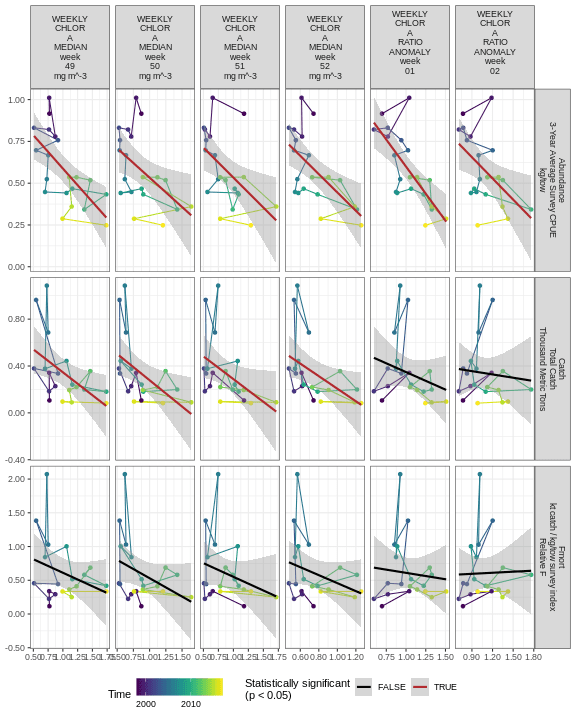 WEEKLY
CHLOR
A
MEDIAN
week
49
mg m^-3
WEEKLY
CHLOR
A
MEDIAN
week
50
mg m^-3
WEEKLY
CHLOR
A
MEDIAN
week
51
mg m^-3
WEEKLY
CHLOR
A
MEDIAN
week
52
mg m^-3
WEEKLY
CHLOR
A
RATIO
ANOMALY
week
01
WEEKLY
CHLOR
A
RATIO
ANOMALY
week
02
1.00
0.75
0.50
0.25
0.00
Abundance
3-Year Average Survey CPUE
kg/tow
0.80
0.40
0.00
-0.40
Catch
Total Catch
Thousand Metric Tons
2.00
1.50
1.00
0.50
0.00
-0.50
Fmort
kt catch / kg/tow survey index
Relative F
0.50 0.75 1.00 1.25 1.50 1.75
0.50 0.75 1.00 1.25 1.50
0.50 0.75 1.00 1.25 1.50 1.75
0.60 0.80 1.00 1.20
0.75 1.00 1.25 1.50
0.90 1.20 1.50 1.80
Time
2000 2010
Statistically significant
(p < 0.05)
FALSE
TRUE